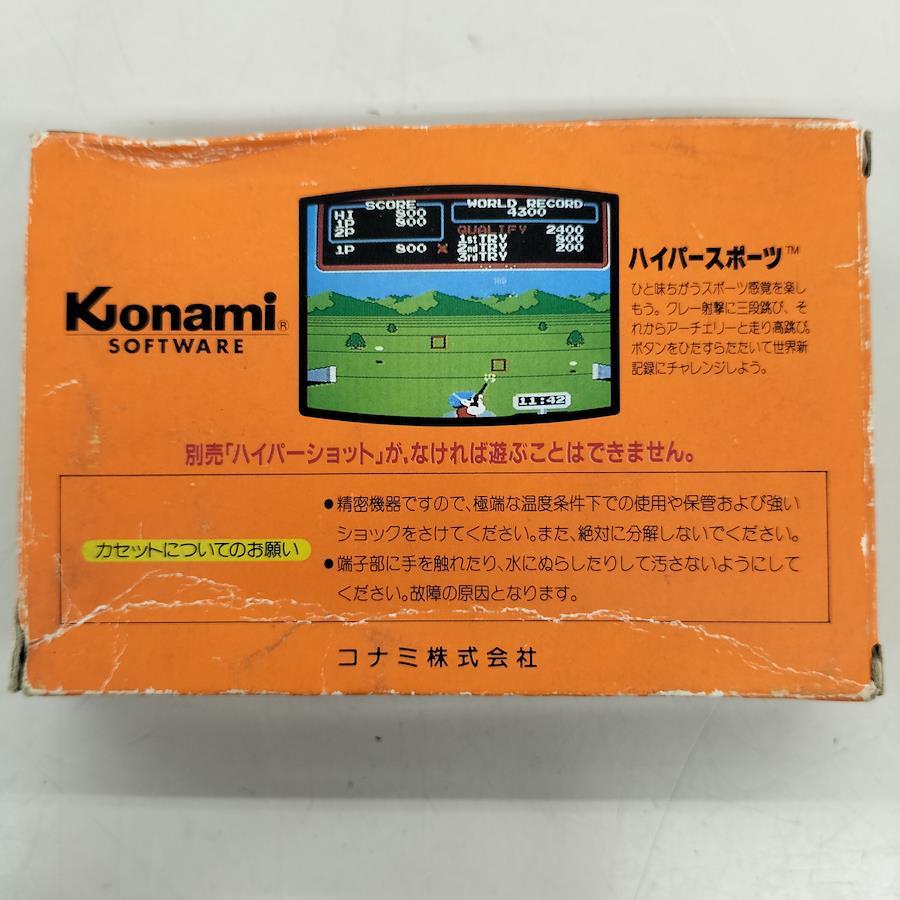 SCORE
HI 800
1P 800
2P
1P 800 ×
WORLD RECORD
4300
QUALIFY 2400
1st TRY 800
2nd TRY 200
3rd TRY
11:42
Konami®
SOFTWARE
ハイパースポーツ™
ひと味ちがうスポーツ感覚を楽し
もう。クレー射撃に三段跳び、そ
れからアーチェリーと走り高跳び。
ボタンをひたすらたたいて世界新
記録にチャレンジしよう。
別売「ハイパーショット」が、なければ遊ぶことはできません。
カセットについてのお願い
●精密機器ですので、極端な温度条件下での使用や保管および強い
ショックをさけてください。また、絶対に分解しないでください。
●端子部に手を触れたり、水にぬらしたりして汚さないようにして
ください。故障の原因となります。
コナミ株式会社